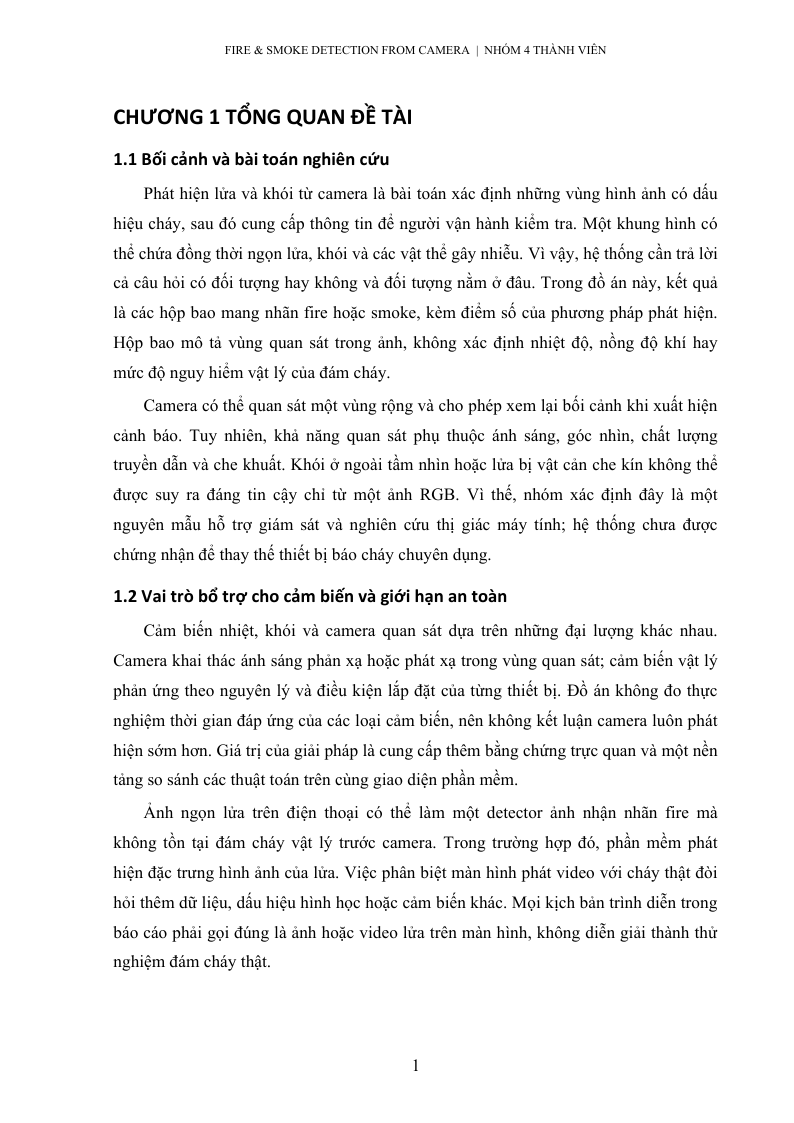 FIRE & SMOKE DETECTION FROM CAMERA | NHÓM 4 THÀNH VIÊN
CHƯƠNG 1 TỔNG QUAN ĐỀ TÀI
1.1 Bối cảnh và bài toán nghiên cứu
Phát hiện lửa và khói từ camera là bài toán xác định những vùng hình ảnh có dấu
hiệu cháy, sau đó cung cấp thông tin để người vận hành kiểm tra. Một khung hình có
thể chứa đồng thời ngọn lửa, khói và các vật thể gây nhiễu. Vì vậy, hệ thống cần trả lời
cả câu hỏi có đối tượng hay không và đối tượng nằm ở đâu. Trong đồ án này, kết quả
là các hộp bao mang nhãn fire hoặc smoke, kèm điểm số của phương pháp phát hiện.
Hộp bao mô tả vùng quan sát trong ảnh, không xác định nhiệt độ, nồng độ khí hay
mức độ nguy hiểm vật lý của đám cháy.
Camera có thể quan sát một vùng rộng và cho phép xem lại bối cảnh khi xuất hiện
cảnh báo. Tuy nhiên, khả năng quan sát phụ thuộc ánh sáng, góc nhìn, chất lượng
truyền dẫn và che khuất. Khói ở ngoài tầm nhìn hoặc lửa bị vật cản che kín không thể
được suy ra đáng tin cậy chỉ từ một ảnh RGB. Vì thế, nhóm xác định đây là một
nguyên mẫu hỗ trợ giám sát và nghiên cứu thị giác máy tính; hệ thống chưa được
chứng nhận để thay thế thiết bị báo cháy chuyên dụng.
1.2 Vai trò bổ trợ cho cảm biến và giới hạn an toàn
Cảm biến nhiệt, khói và camera quan sát dựa trên những đại lượng khác nhau.
Camera khai thác ánh sáng phản xạ hoặc phát xạ trong vùng quan sát; cảm biến vật lý
phản ứng theo nguyên lý và điều kiện lắp đặt của từng thiết bị. Đồ án không đo thực
nghiệm thời gian đáp ứng của các loại cảm biến, nên không kết luận camera luôn phát
hiện sớm hơn. Giá trị của giải pháp là cung cấp thêm bằng chứng trực quan và một nền
tảng so sánh các thuật toán trên cùng giao diện phần mềm.
Ảnh ngọn lửa trên điện thoại có thể làm một detector ảnh nhận nhãn fire mà
không tồn tại đám cháy vật lý trước camera. Trong trường hợp đó, phần mềm phát
hiện đặc trưng hình ảnh của lửa. Việc phân biệt màn hình phát video với cháy thật đòi
hỏi thêm dữ liệu, dấu hiệu hình học hoặc cảm biến khác. Mọi kịch bản trình diễn trong
báo cáo phải gọi đúng là ảnh hoặc video lửa trên màn hình, không diễn giải thành thử
nghiệm đám cháy thật.
1